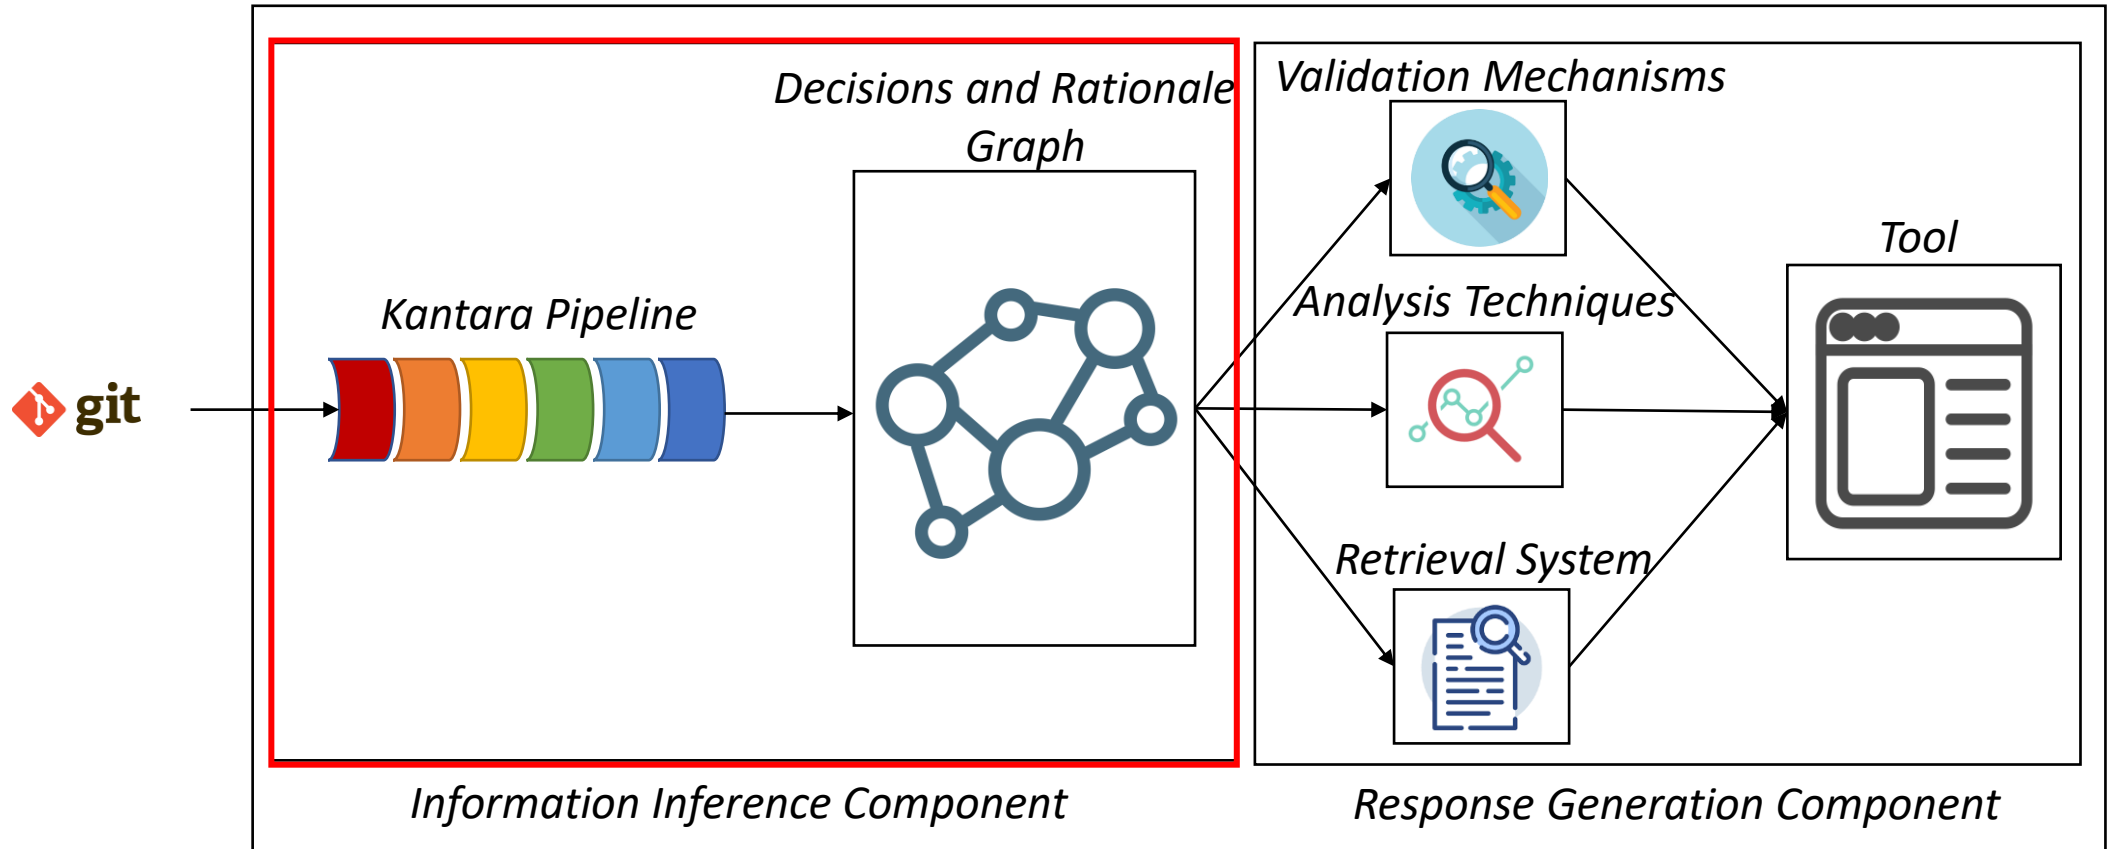 git
Kantara Pipeline
Decisions and Rationale
Graph
Validation Mechanisms
Analysis Techniques
Retrieval System
Tool
Information Inference Component
Response Generation Component